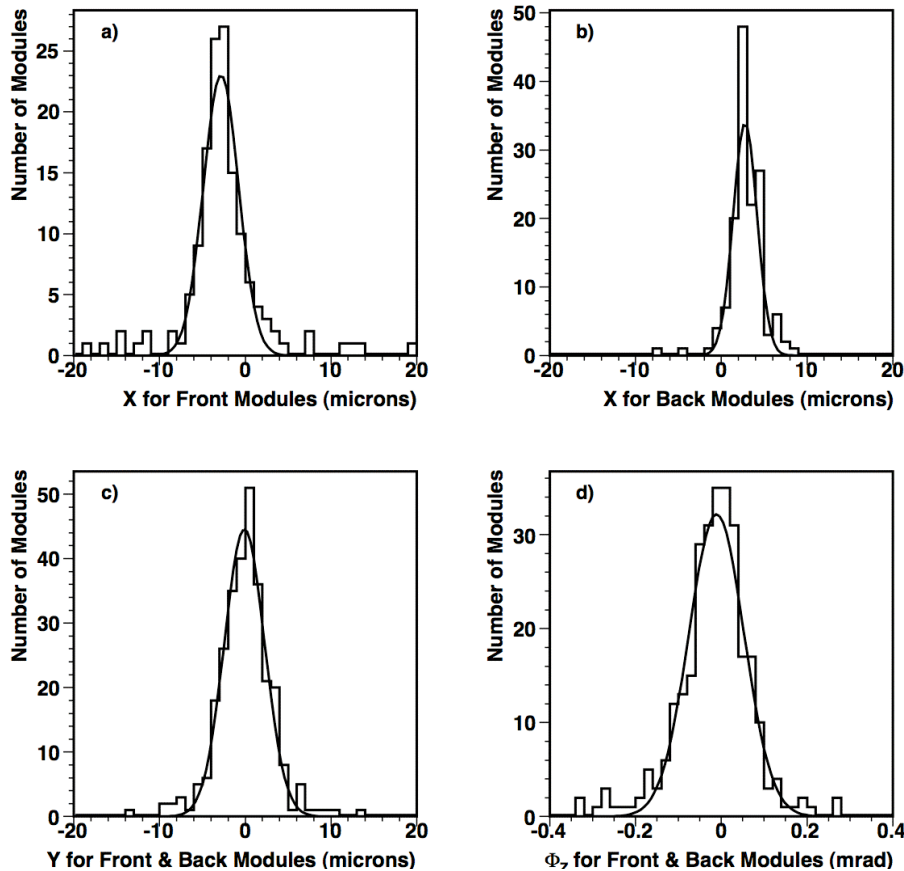 a)
Number of Modules
25
20
15
10
5
0
-20 -10 0 10 20
X for Front Modules (microns)
b)
Number of Modules
50
40
30
20
10
0
-20 -10 0 10 20
X for Back Modules (microns)
c)
Number of Modules
50
40
30
20
10
0
-20 -10 0 10 20
Y for Front & Back Modules (microns)
d)
Number of Modules
30
20
10
0
-0.4 -0.2 0 0.2 0.4
Φz for Front & Back Modules (mrad)